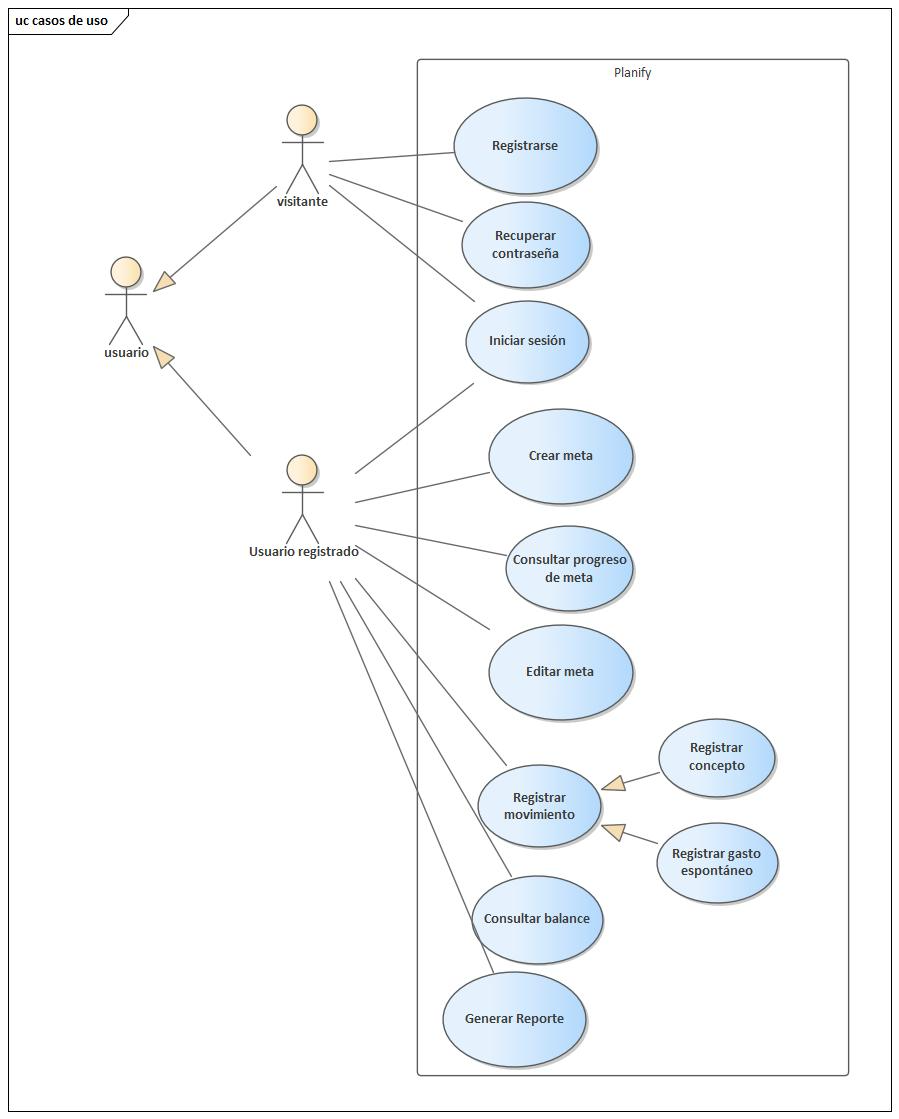 uc casos de uso
Planify
visitante
usuario
Usuario registrado
Registrarse
Recuperar
contraseña
Iniciar sesión
Crear meta
Consultar progreso
de meta
Editar meta
Registrar
movimiento
Registrar
concepto
Registrar gasto
espontáneo
Consultar balance
Generar Reporte